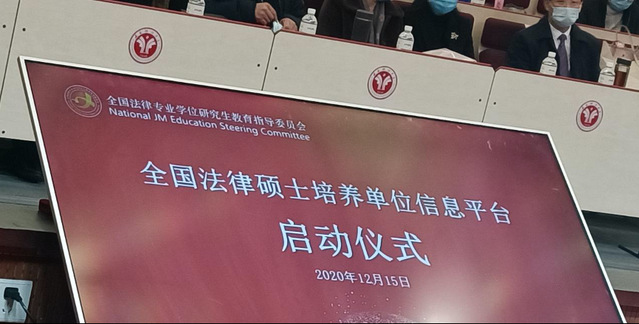 全国法律专业学位研究生教育指导委员会
National JM Education Steering Committee
全国法律硕士培养单位信息平台
启动仪式
2020年12月15日